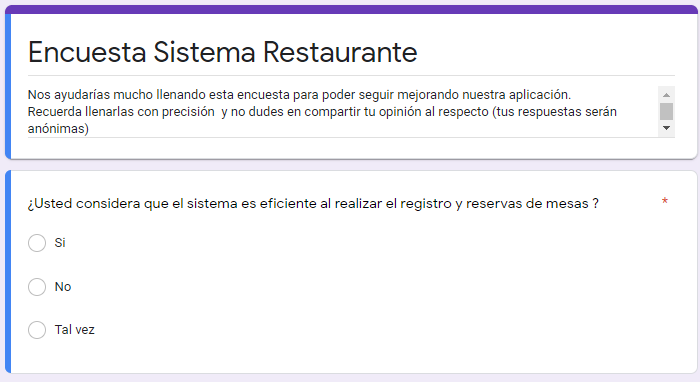 Encuesta Sistema Restaurante
Nos ayudarías mucho llenando esta encuesta para poder seguir mejorando nuestra aplicación.
Recuerda llenarlas con precisión  y no dudes en compartir tu opinión al respecto (tus respuestas serán
anónimas)
¿Usted considera que el sistema es eficiente al realizar el registro y reservas de mesas ? *
Si
No
Tal vez